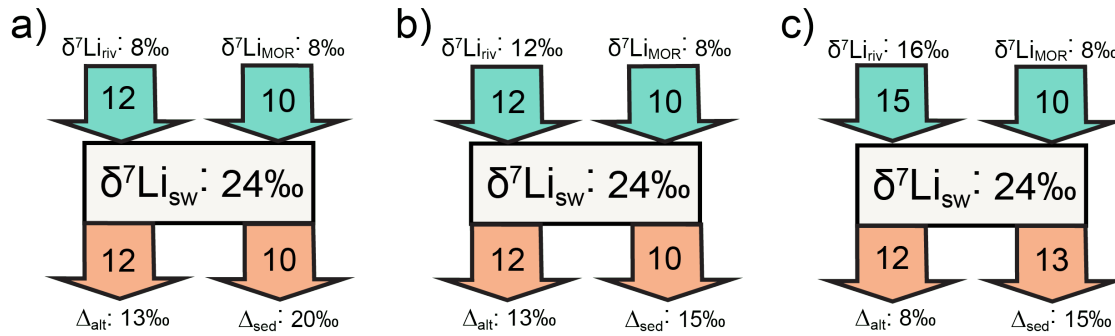 a)
δ⁷Li_riv: 8‰ δ⁷Li_MOR: 8‰
12 10
δ⁷Li_sw: 24‰
12 10
Δ_alt: 13‰ Δ_sed: 20‰
b)
δ⁷Li_riv: 12‰ δ⁷Li_MOR: 8‰
12 10
δ⁷Li_sw: 24‰
12 10
Δ_alt: 13‰ Δ_sed: 15‰
c)
δ⁷Li_riv: 16‰ δ⁷Li_MOR: 8‰
15 10
δ⁷Li_sw: 24‰
12 13
Δ_alt: 8‰ Δ_sed: 15‰